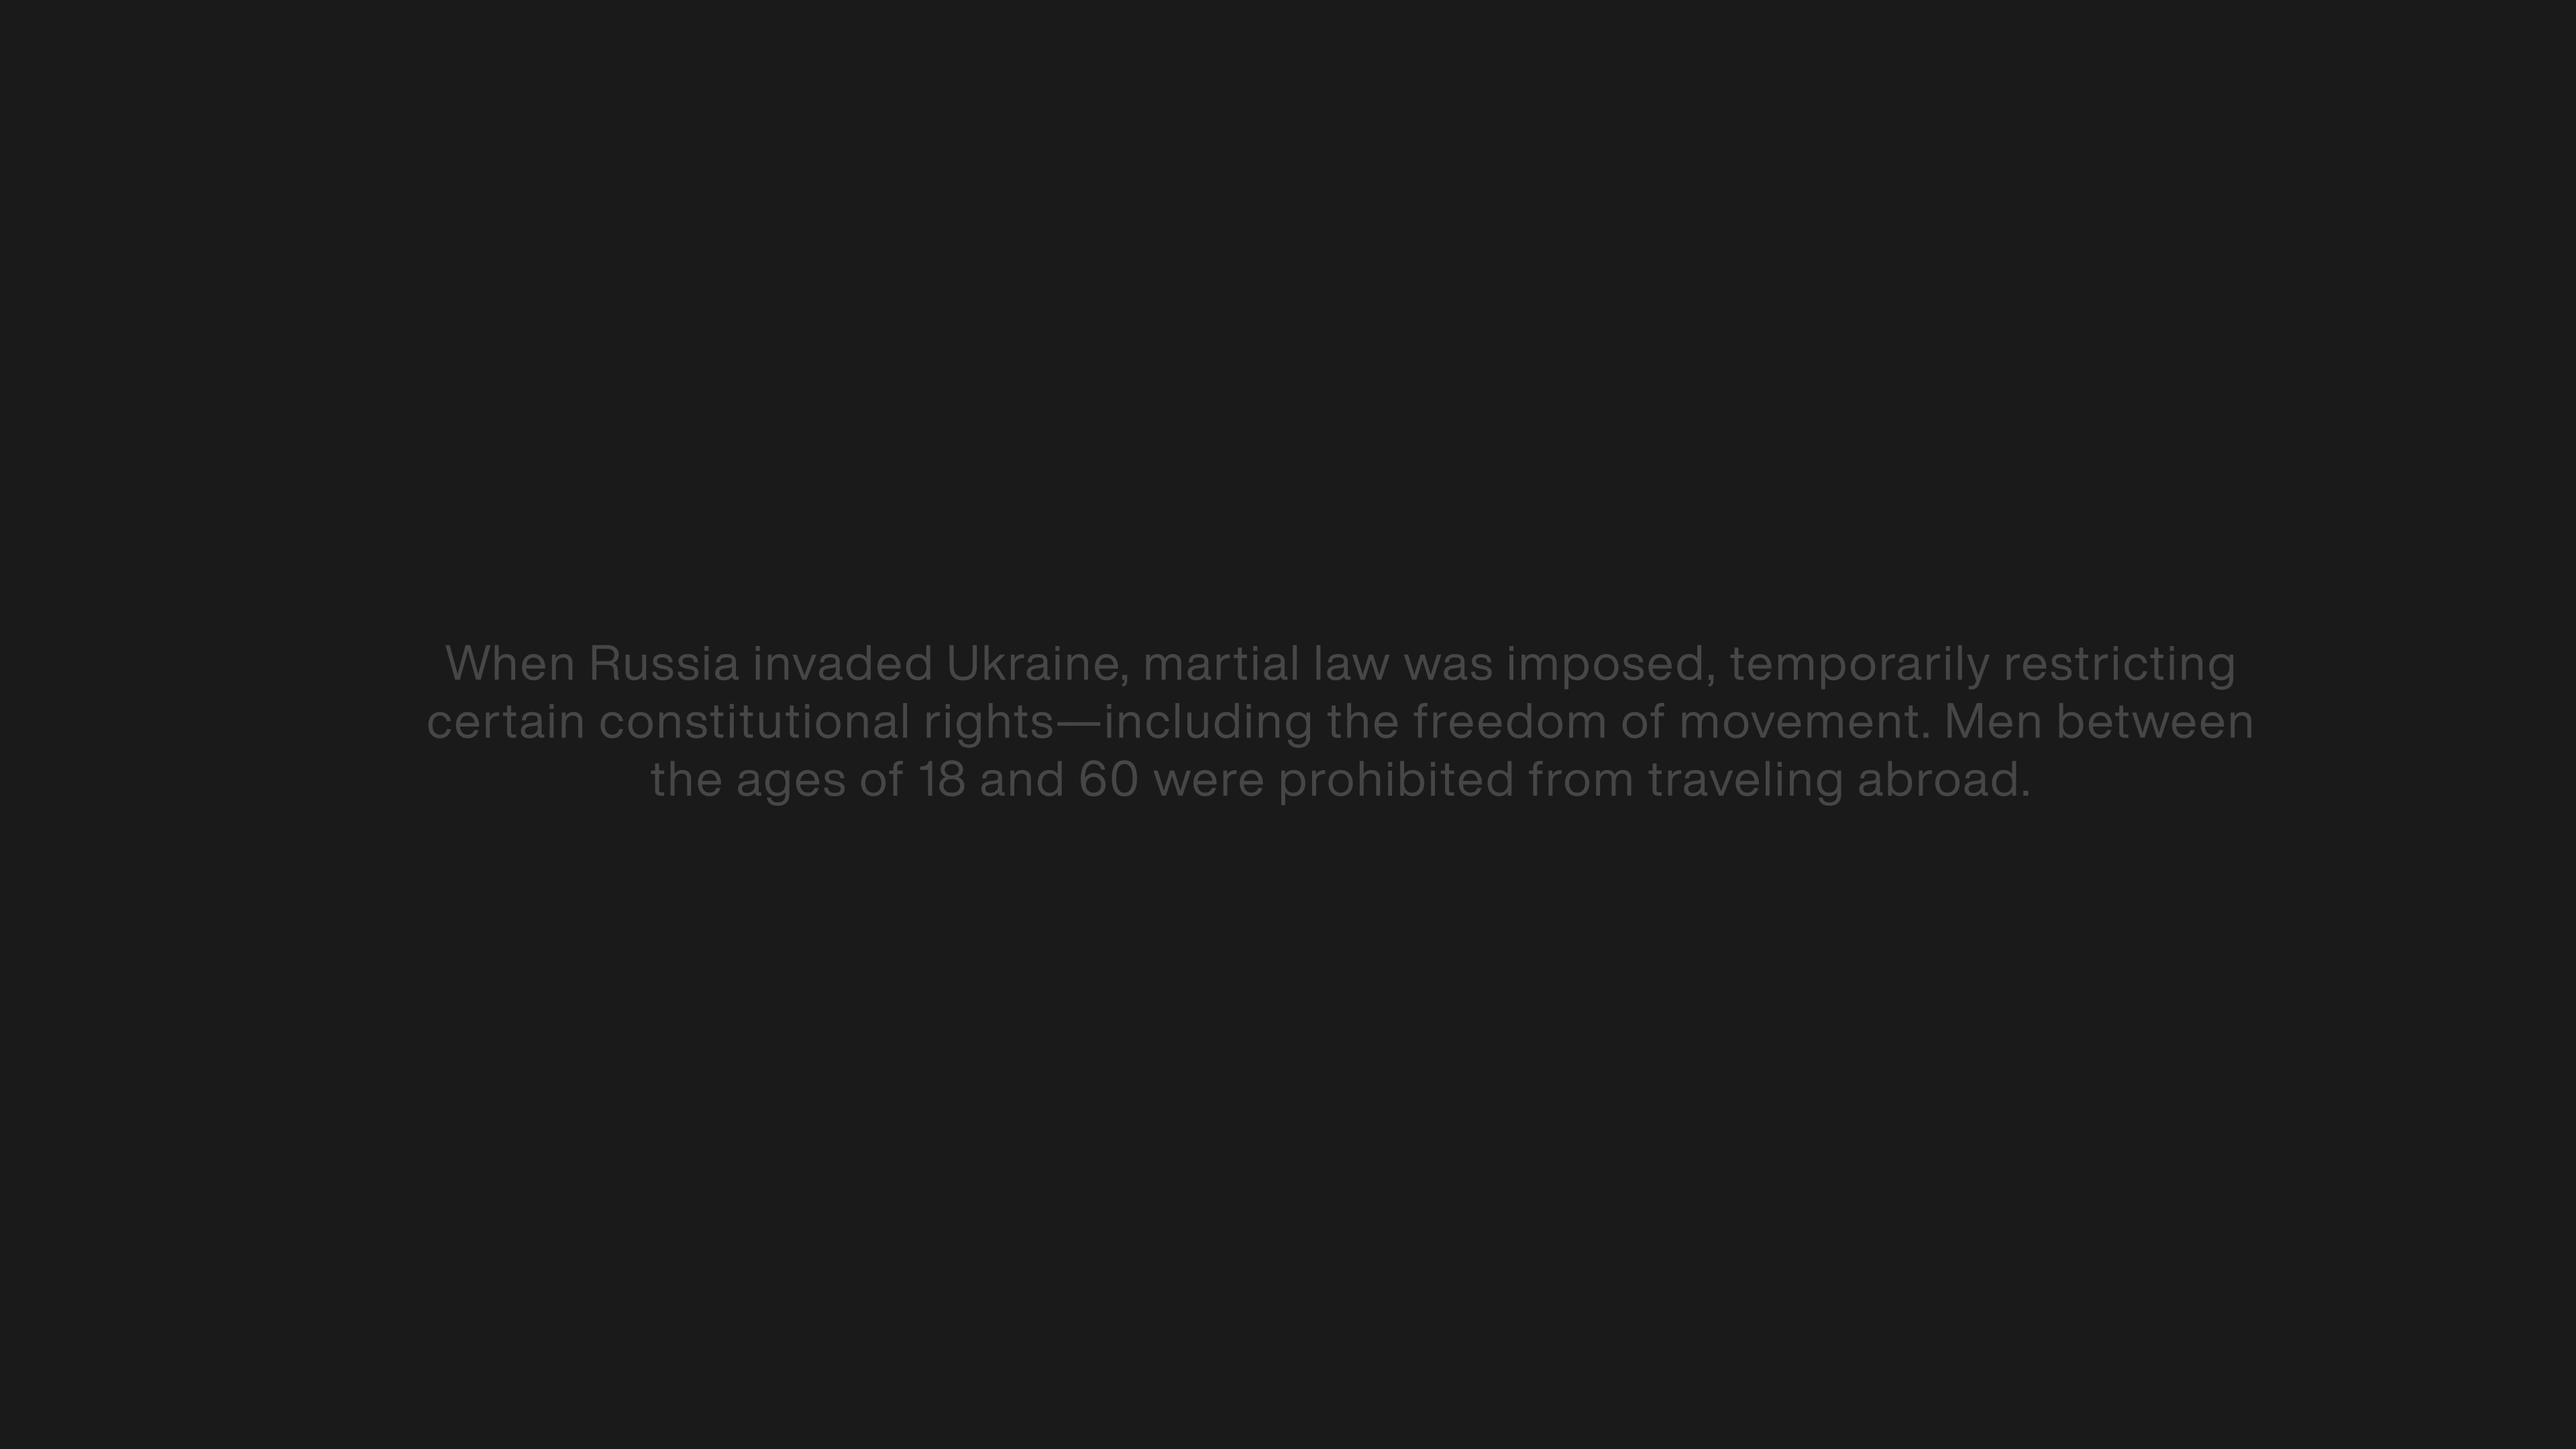 When Russia invaded Ukraine, martial law was imposed, temporarily restricting
certain constitutional rights—including the freedom of movement. Men between
the ages of 18 and 60 were prohibited from traveling abroad.